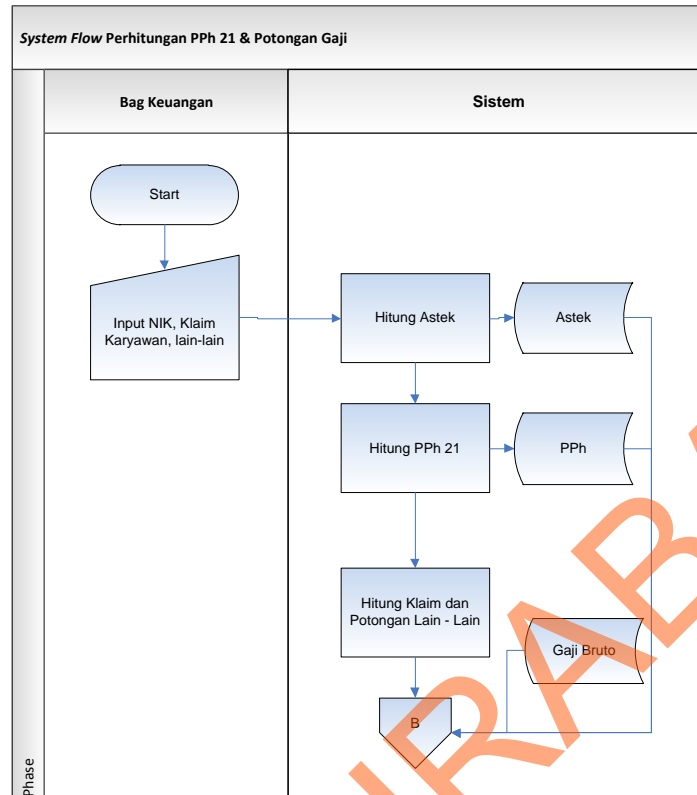 System Flow Perhitungan PPh 21 & Potongan Gaji
Bag Keuangan
Sistem
Start
Input NIK, Klaim
Karyawan, lain-lain
Hitung Astek
Astek
Hitung PPh 21
PPh
Hitung Klaim dan
Potongan Lain - Lain
Gaji Bruto
B
Phase
RAB